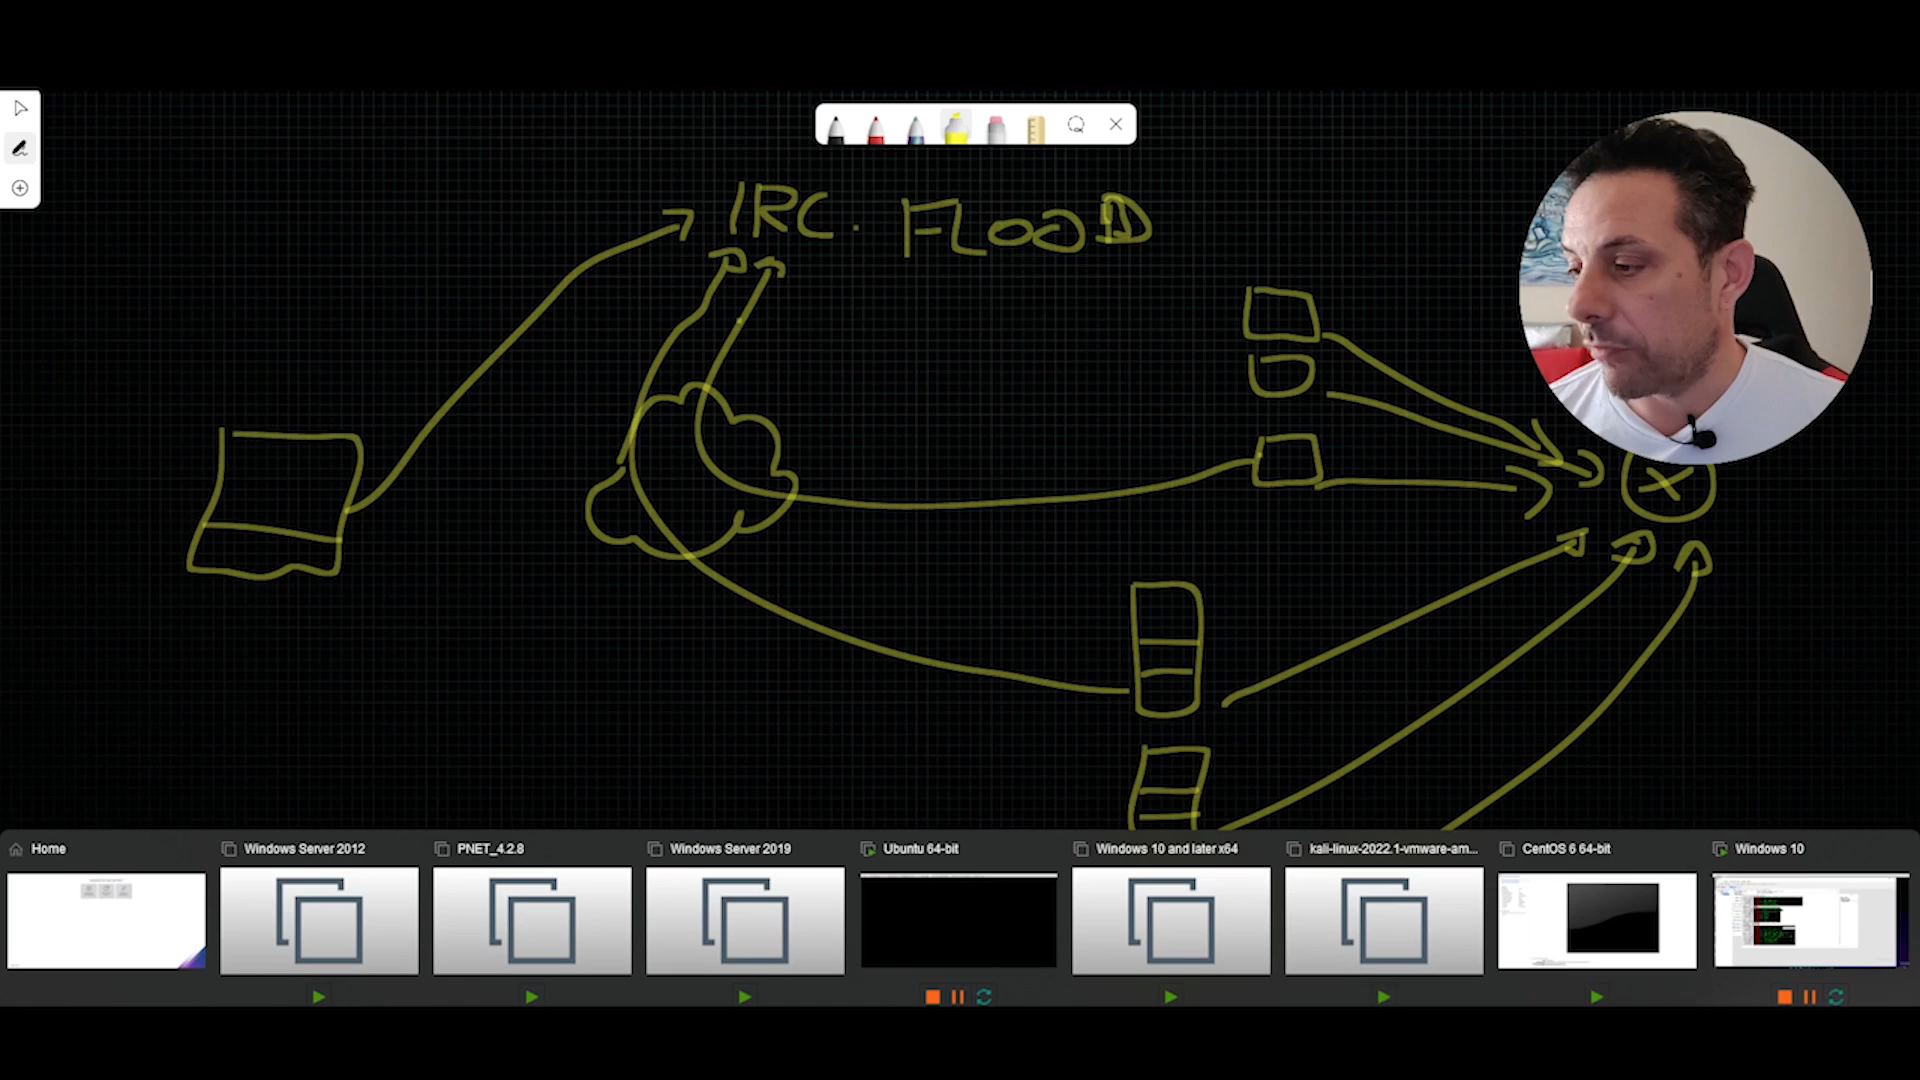 IRC. FLOOD
X
Home
Windows Server 2012
PNET_4.2.8
Windows Server 2019
Ubuntu 64-bit
Windows 10 and later x64
kali-linux-2022.1-vmware-am...
CentOS 6 64-bit
Windows 10